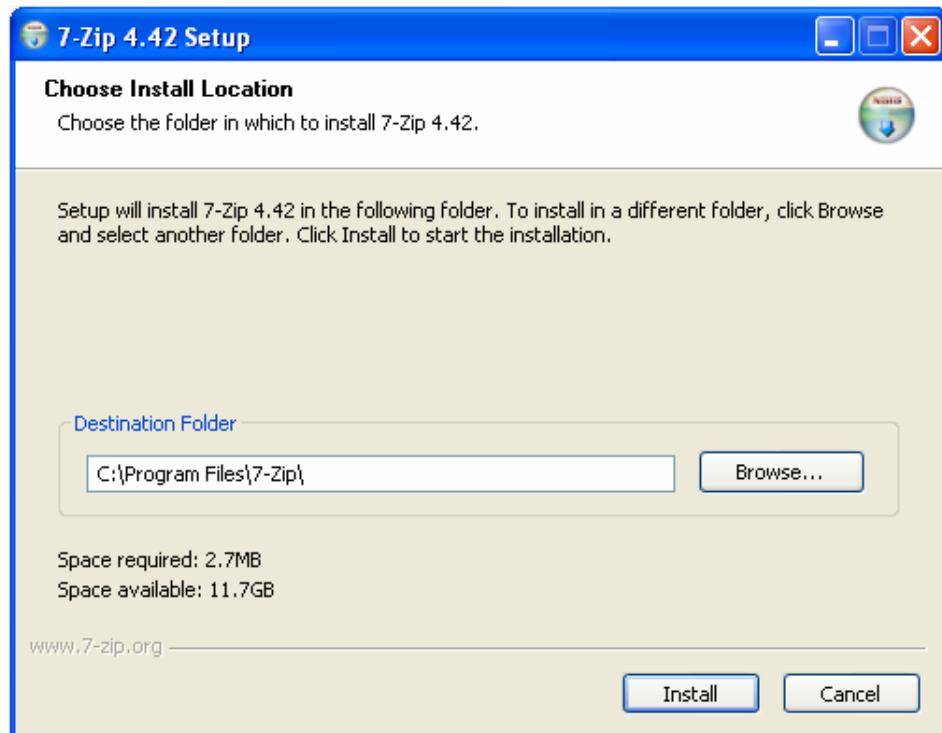 7-Zip 4.42 Setup
Choose Install Location
Choose the folder in which to install 7-Zip 4.42.
Setup will install 7-Zip 4.42 in the following folder. To install in a different folder, click Browse
and select another folder. Click Install to start the installation.
Destination Folder
C:\Program Files\7-Zip\
Browse...
Space required: 2.7MB
Space available: 11.7GB
www.7-zip.org
Install
Cancel